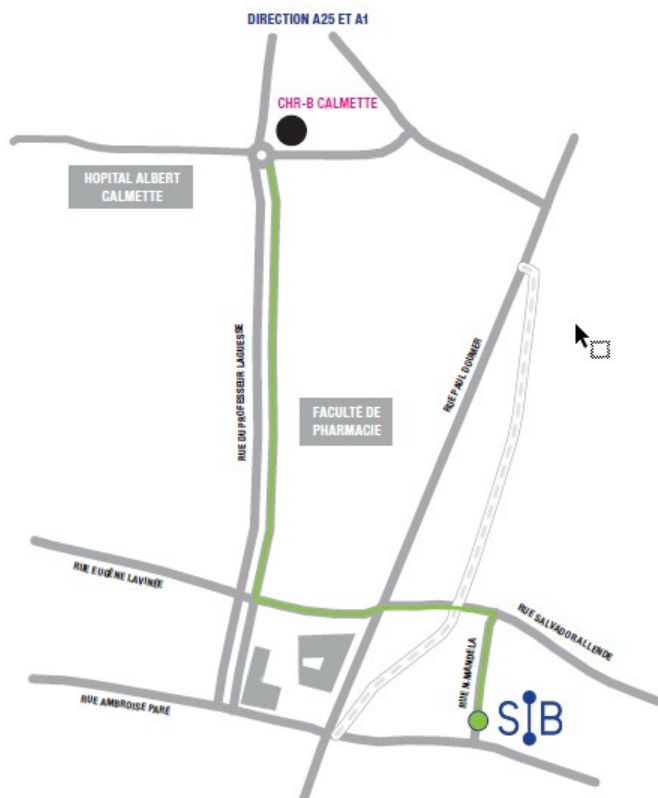 DIRECTION A25 ET A1
CHR-B CALMETTE
HOPITAL ALBERT
CALMETTE
RUE DU PROFESSEUR LAGUESSE
RUE PAUL DOUMER
FACULTÉ DE
PHARMACIE
RUE EUGÈNE LAVINÉE
RUE SALVADOR ALLENDE
RUE N-MANDELA
RUE AMBROISE PARÉ
SIB